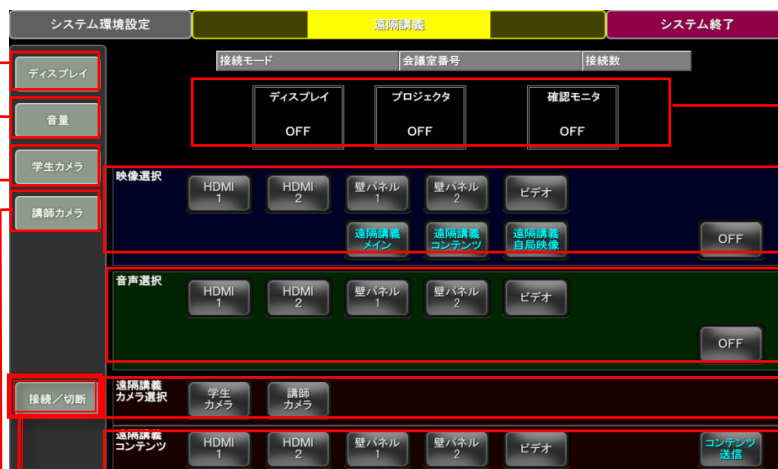 システム環境設定
遠隔講義
システム終了
接続モード
会議室番号
接続数
ディスプレイ
音量
学生カメラ
講師カメラ
接続／切断
ディスプレイ
OFF
プロジェクタ
OFF
確認モニタ
OFF
映像選択
HDMI
1
HDMI
2
壁パネル
1
壁パネル
2
ビデオ
遠隔講義
メイン
遠隔講義
コンテンツ
遠隔講義
自局映像
OFF
音声選択
HDMI
1
HDMI
2
壁パネル
1
壁パネル
2
ビデオ
OFF
遠隔講義
カメラ選択
学生
カメラ
講師
カメラ
遠隔講義
コンテンツ
HDMI
1
HDMI
2
壁パネル
1
壁パネル
2
ビデオ
コンテンツ
送信